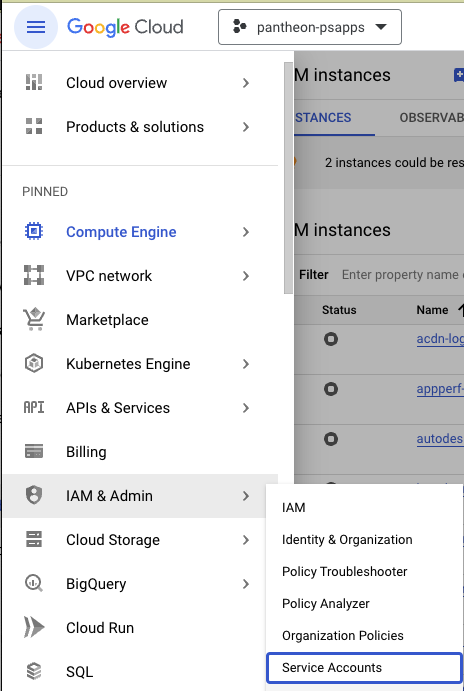 Google Cloud
pantheon-psapps
Cloud overview
Products & solutions
PINNED
Compute Engine
VPC network
Marketplace
Kubernetes Engine
API APIs & Services
Billing
IAM & Admin
Cloud Storage
BigQuery
Cloud Run
SQL
M instances
STANCES OBSERVAB
2 instances could be res
M instances
Filter Enter property name
Status Name
acdn-log
appperf-
autodes
IAM
Identity & Organization
Policy Troubleshooter
Policy Analyzer
Organization Policies
Service Accounts